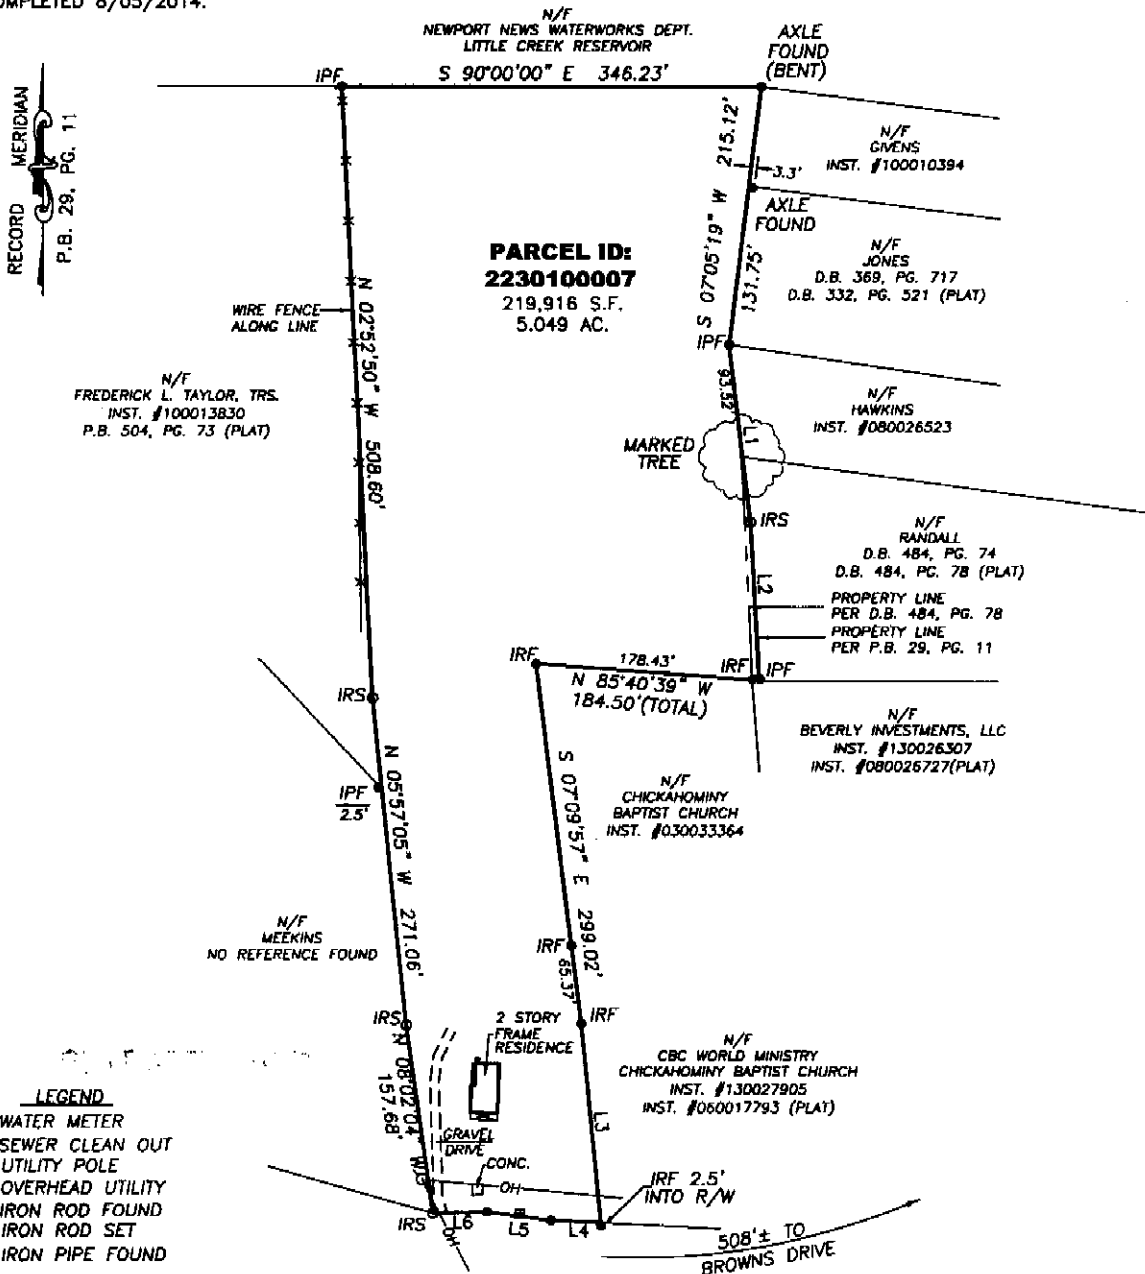 OMPLETED 8/05/2014.
N/F
NEWPORT NEWS WATERWORKS DEPT.
LITTLE CREEK RESERVOIR
S 90°00'00" E 346.23'
IPF
AXLE
FOUND
(BENT)
RECORD MERIDIAN
P.B. 29, PG. 11
N/F
GIVENS
INST. #100010394
S 07°05'19" W 215.12'
3.3'
AXLE
FOUND
131.75'
N/F
JONES
D.B. 369, PG. 717
D.B. 332, PG. 521 (PLAT)
PARCEL ID:
2230100007
219,916 S.F.
5.049 AC.
WIRE FENCE
ALONG LINE
N 02°52'50" W 508.60'
IPF
N/F
FREDERICK L. TAYLOR, TRS.
INST. #100013830
P.B. 504, PG. 73 (PLAT)
93.52'
L1
N/F
HAWKINS
INST. #080026523
MARKED
TREE
IRS
N/F
RANDALL
D.B. 484, PG. 74
D.B. 484, PG. 78 (PLAT)
L2
PROPERTY LINE
PER D.B. 484, PG. 78
PROPERTY LINE
PER P.B. 29, PG. 11
IRF
178.43'
IRF
IPF
N 85°40'39" W
184.50'(TOTAL)
IRS
N/F
BEVERLY INVESTMENTS, LLC
INST. #130026307
INST. #080026727(PLAT)
N 05°57'05" W 271.06'
IPF
2.5'
S 07°09'57" E 299.02'
N/F
CHICKAHOMINY
BAPTIST CHURCH
INST. #030033364
N/F
MEEKINS
NO REFERENCE FOUND
IRF
65.37'
IRS
2 STORY
FRAME
RESIDENCE
IRF
N 08°02'04" W
157.68'
N/F
CBC WORLD MINISTRY
CHICKAHOMINY BAPTIST CHURCH
INST. #130027905
INST. #060017793 (PLAT)
L3
LEGEND
WATER METER
SEWER CLEAN OUT
UTILITY POLE
OVERHEAD UTILITY
IRON ROD FOUND
IRON ROD SET
IRON PIPE FOUND
GRAVEL
DRIVE
CONC.
OH
IRF 2.5'
INTO R/W
IRS
L6
L5
L4
OH
508'± TO
BROWNS DRIVE